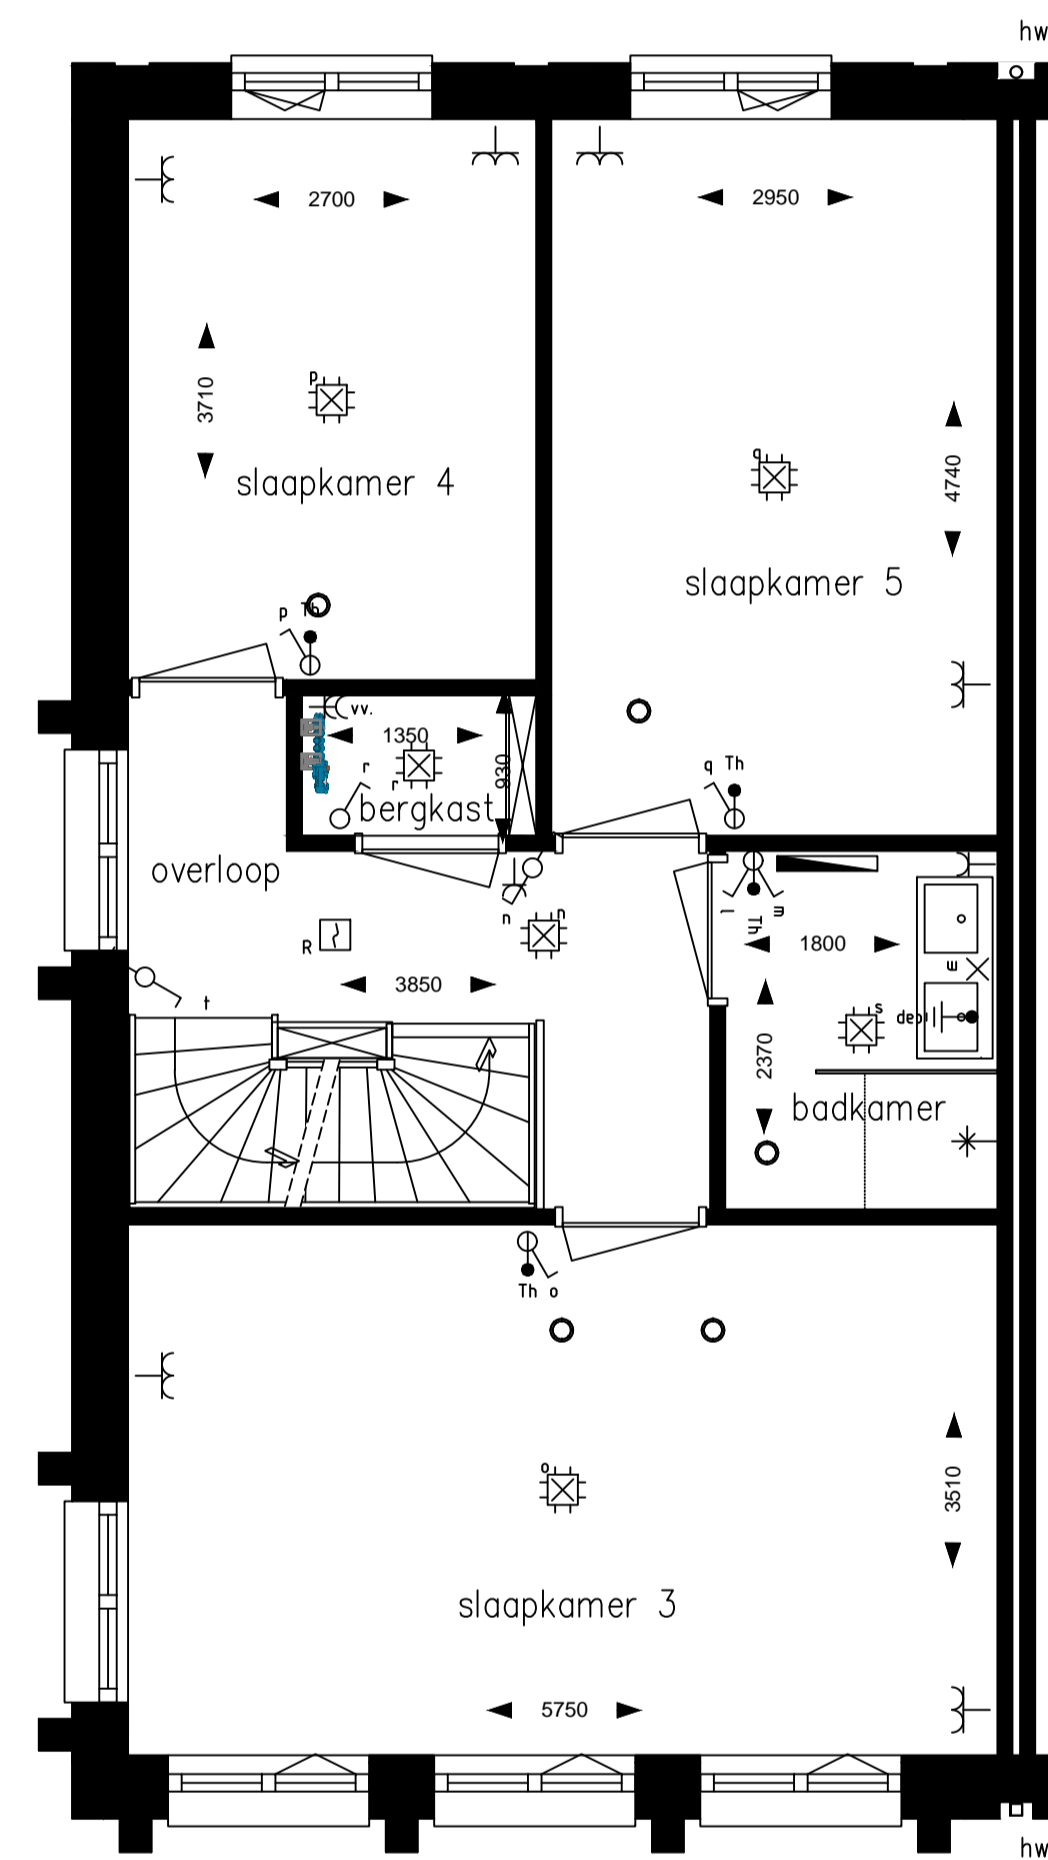 hw
2700
2950
3710
p
4740
slaapkamer 4
q
slaapkamer 5
p Th
vv.
1350
r
r
930
q Th
bergkast
overloop
n
n
l
Th
m
R
1800
3850
t
m
s
cap
2370
badkamer
Th o
o
3510
slaapkamer 3
5750
hw